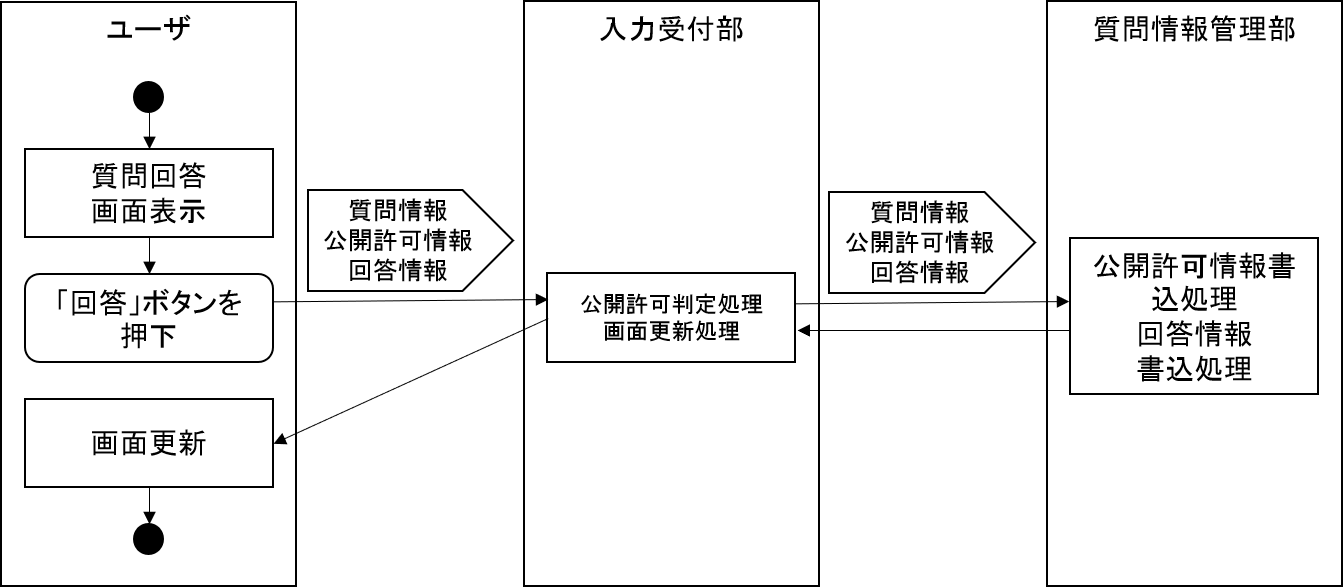 ユーザ
入力受付部
質問情報管理部
質問回答
画面表示
「回答」ボタンを
押下
画面更新
質問情報
公開許可情報
回答情報
公開許可判定処理
画面更新処理
質問情報
公開許可情報
回答情報
公開許可情報書
込処理
回答情報
書込処理